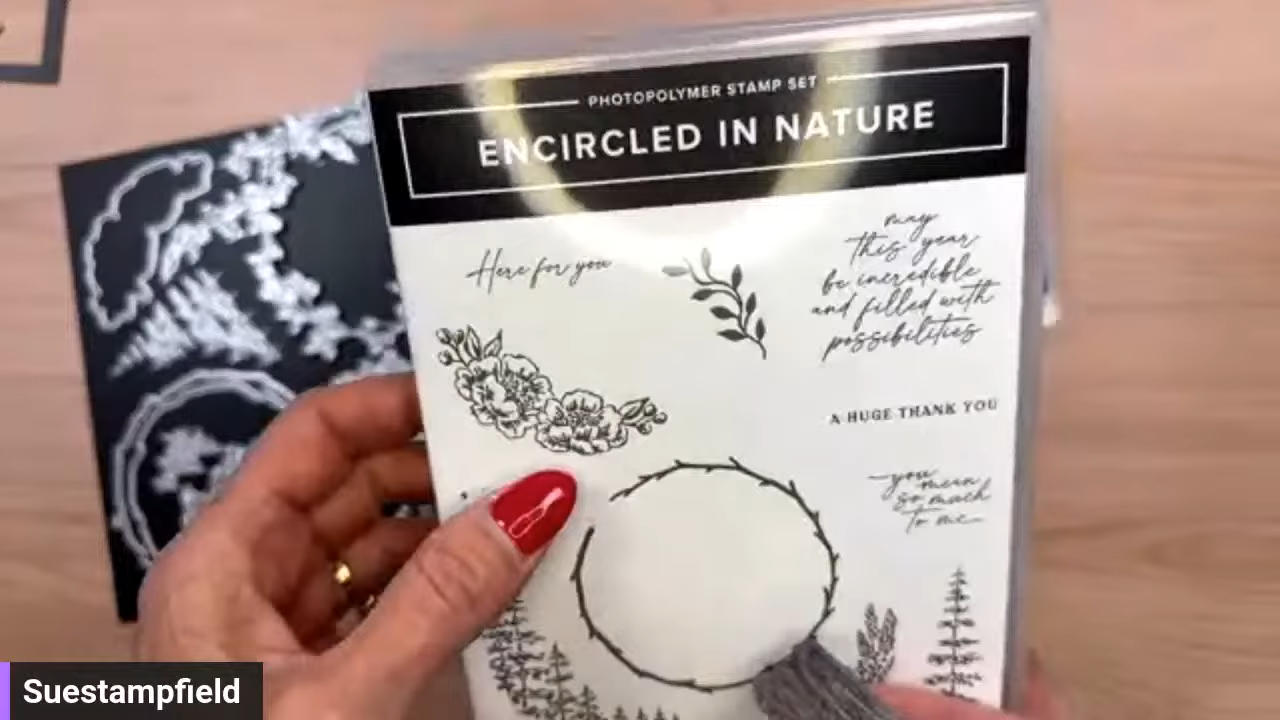 PHOTOPOLYMER STAMP SET
ENCIRCLED IN NATURE
Here for you
may
this year
be incredible
and filled with
possibilities
A HUGE THANK YOU
you
mean
so much
to me
Suestampfield